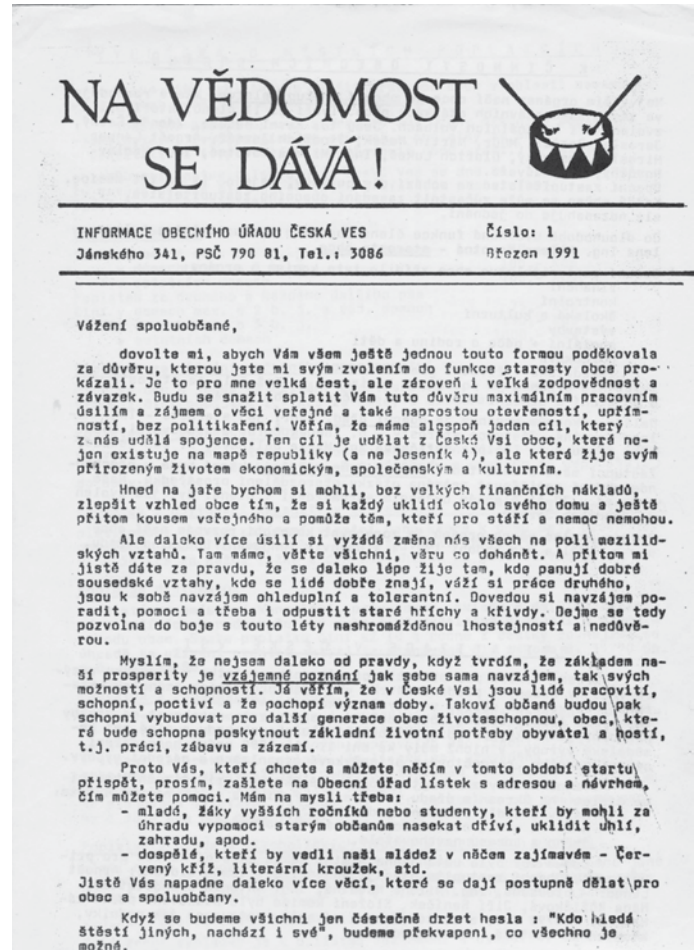 NA VĚDOMOST
SE DÁVÁ!
INFORMACE OBECNÍHO ÚŘADU ČESKÁ VES
Číslo: 1
Jánského 341, PSČ 790 81, Tel.: 3086
Březen 1991
Vážení spoluobčané,
dovolte mi, abych Vám všem ještě jednou touto formou poděkovala
za důvěru, kterou jste mi svým zvolením do funkce starosty obce pro-
kázali. Je to pro mne velká čest, ale zároveň i veľká zodpovědnost a
závazek. Budu se snažit splatit Vám tuto důvěru maximálním pracovním
úsilím a zájmem o věci veřejné a také naprostou otevřeností, upřím-
ností, bez politikaření. Věřím, že máme alespoň jeden cíl, který
z nás udělá spojence. Ten cíl je udělat z České Vsi obec, která ne-
jen existuje na mapě republiky (a ne Jeseník 4), ale která žije svým
přirozeným životem ekonomickým, společenským a kulturním.
Hned na jaře bychom si mohli, bez velkých finančních nákladů,
zlepšit vzhled obce tím, že si každý uklidí okolo svého domu a ještě
přitom kousem veřejného a pomůže těm, kteří pro stáří a nemoc nemohou.
Ale daleko více úsilí si vyžádá změna nás všech na poli mezilid-
ských vztahů. Tam máme, věřte všichni, věru co dohánět. A přitom mi
jistě dáte za pravdu, že se daleko lépe žije tam, kde panují dobré
sousedské vztahy, kde se lidé dobře znají, váží si práce druhého,
jsou k sobě navzájem ohleduplní a tolerantní. Dovedou si navzájem po-
radit, pomoci a třeba i odpustit staré hříchy a křivdy. Dejme se tedy
pozvolna do boje s touto léty nashromážděnou lhostejností a nedůvě-
rou.
Myslím, že nejsem daleko od pravdy, když tvrdím, že základem na-
ší prosperity je vzájemné poznání jak sebe sama navzájem, tak svých
možností a schopností. Já věřím, že v České Vsi jsou lidé pracovití,
schopní, poctiví a že pochopí význam doby. Takoví občané budou pak
schopni vybudovat pro další generace obec životaschopnou, obec, kte-
rá bude schopna poskytnout základní životní potřeby obyvatel a hostí,
t.j. práci, zábavu a zázemí.
Proto Vás, kteří chcete a můžete něčím v tomto období startu
přispět, prosím, zašlete na Obecní úřad lístek s adresou a návrhem,
čím můžete pomoci. Mám na mysli třeba:
- mladé, žáky vyšších ročníků nebo studenty, kteří by mohli za
úhradu vypomoci starým občanům nasekat dříví, uklidit uhlí,
zahradu, apod.
- dospělé, kteří by vedli naši mládež v něčem zajímavém - Čer-
vený kříž, literární kroužek, atd.
Jistě Vás napadne daleko více věcí, které se dají postupně dělat pro
obec a spoluobčany.
Když se budeme všichni jen částečně držet hesla : "Kdo hledá
štěstí jiných, nachází i své", budeme překvapeni, co všechno je
možné.